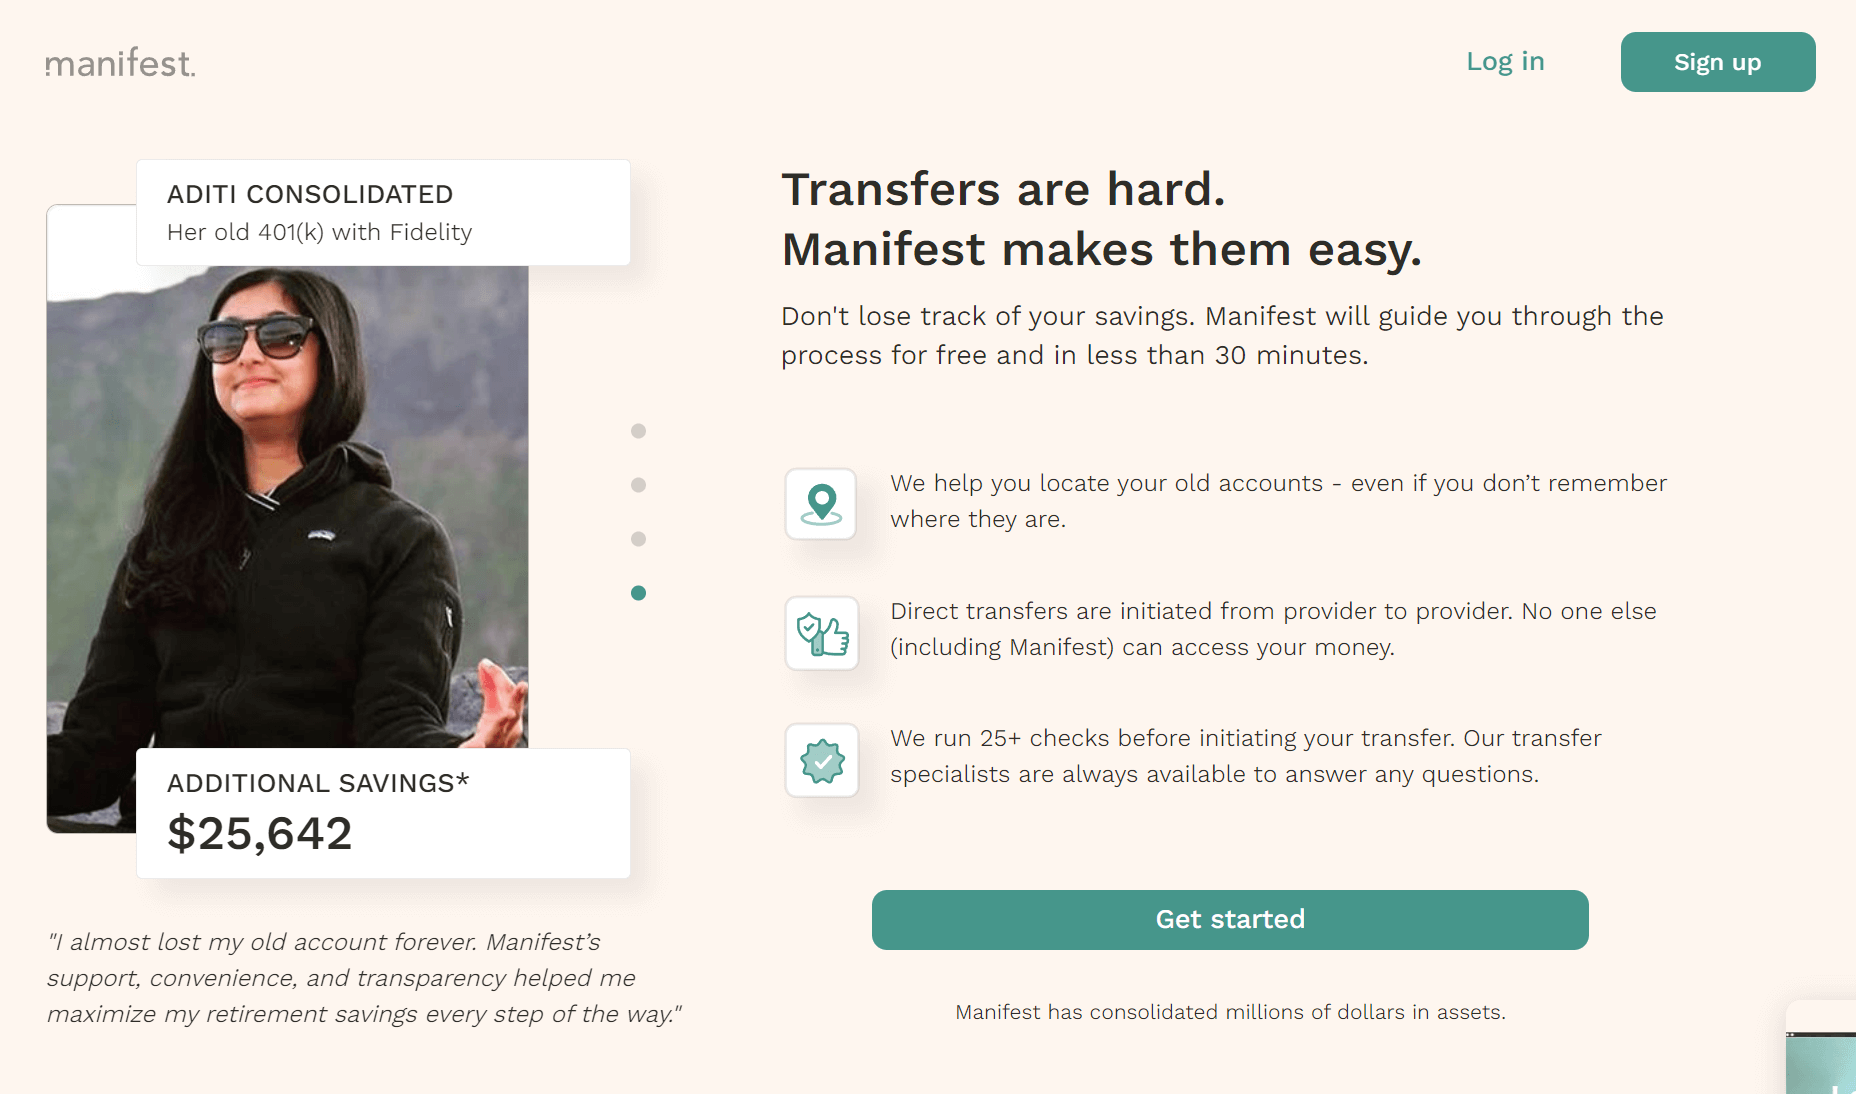 manifest.
Log in
Sign up
ADITI CONSOLIDATED
Her old 401(k) with Fidelity
ADDITIONAL SAVINGS*
$25,642
"I almost lost my old account forever. Manifest’s
support, convenience, and transparency helped me
maximize my retirement savings every step of the way."
Transfers are hard.
Manifest makes them easy.
Don't lose track of your savings. Manifest will guide you through the
process for free and in less than 30 minutes.
We help you locate your old accounts - even if you don’t remember
where they are.
Direct transfers are initiated from provider to provider. No one else
(including Manifest) can access your money.
We run 25+ checks before initiating your transfer. Our transfer
specialists are always available to answer any questions.
Get started
Manifest has consolidated millions of dollars in assets.